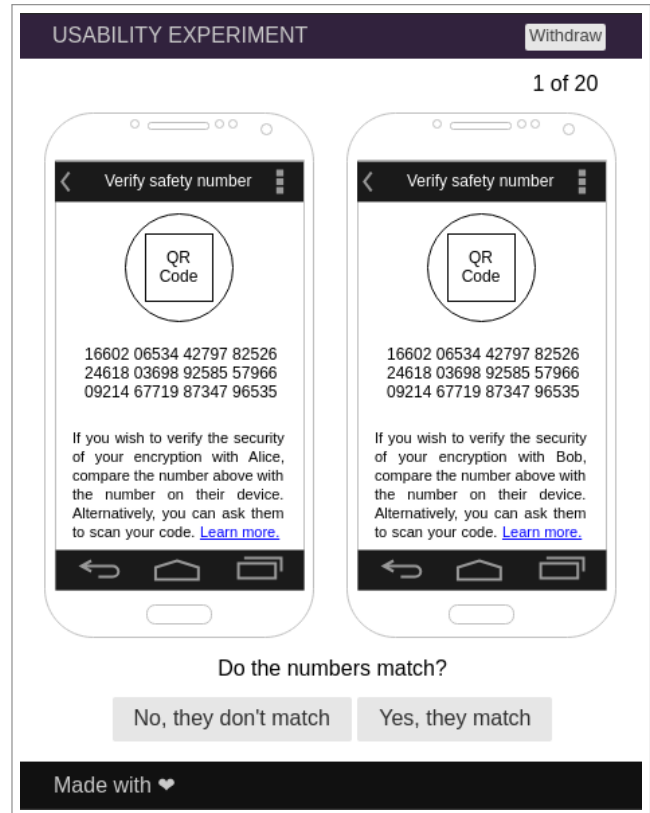 USABILITY EXPERIMENT
Withdraw
1 of 20
Verify safety number
QR
Code
16602 06534 42797 82526
24618 03698 92585 57966
09214 67719 87347 96535
If you wish to verify the security
of your encryption with Alice,
compare the number above with
the number on their device.
Alternatively, you can ask them
to scan your code. Learn more.
Verify safety number
QR
Code
16602 06534 42797 82526
24618 03698 92585 57966
09214 67719 87347 96535
If you wish to verify the security
of your encryption with Bob,
compare the number above with
the number on their device.
Alternatively, you can ask them
to scan your code. Learn more.
Do the numbers match?
No, they don't match
Yes, they match
Made with ❤